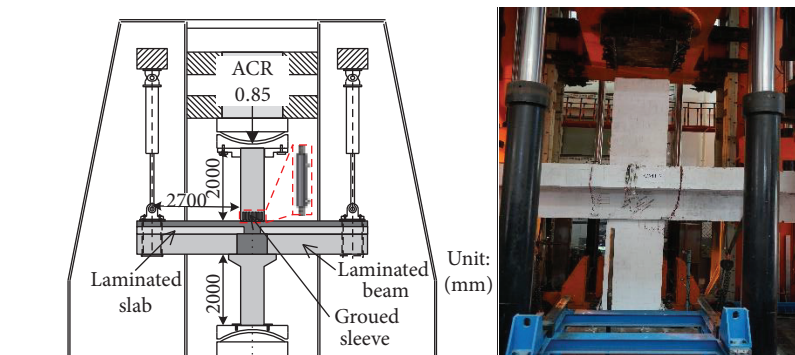 ACR
0.85
2000
2700
Laminated
slab
2000
Laminated
beam
Groued
sleeve
Unit:
(mm)